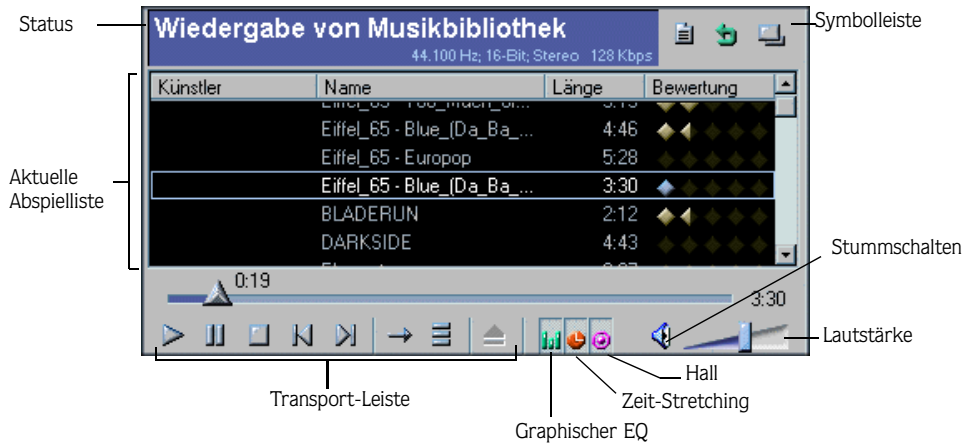 Status
Wiedergabe von Musikbibliothek
44.100 Hz; 16-Bit; Stereo 128 Kbps
Symbolleiste
Künstler Name Länge Bewertung
Eiffel_65 - Blue_(Da_Ba_... 4:46
Eiffel_65 - Europop 5:28
Eiffel_65 - Blue_(Da_Ba_... 3:30
BLADERUN 2:12
DARKSIDE 4:43
Aktuelle
Abspielliste
Stummschalten
0:19
3:30
Lautstärke
Hall
Transport-Leiste
Zeit-Stretching
Graphischer EQ